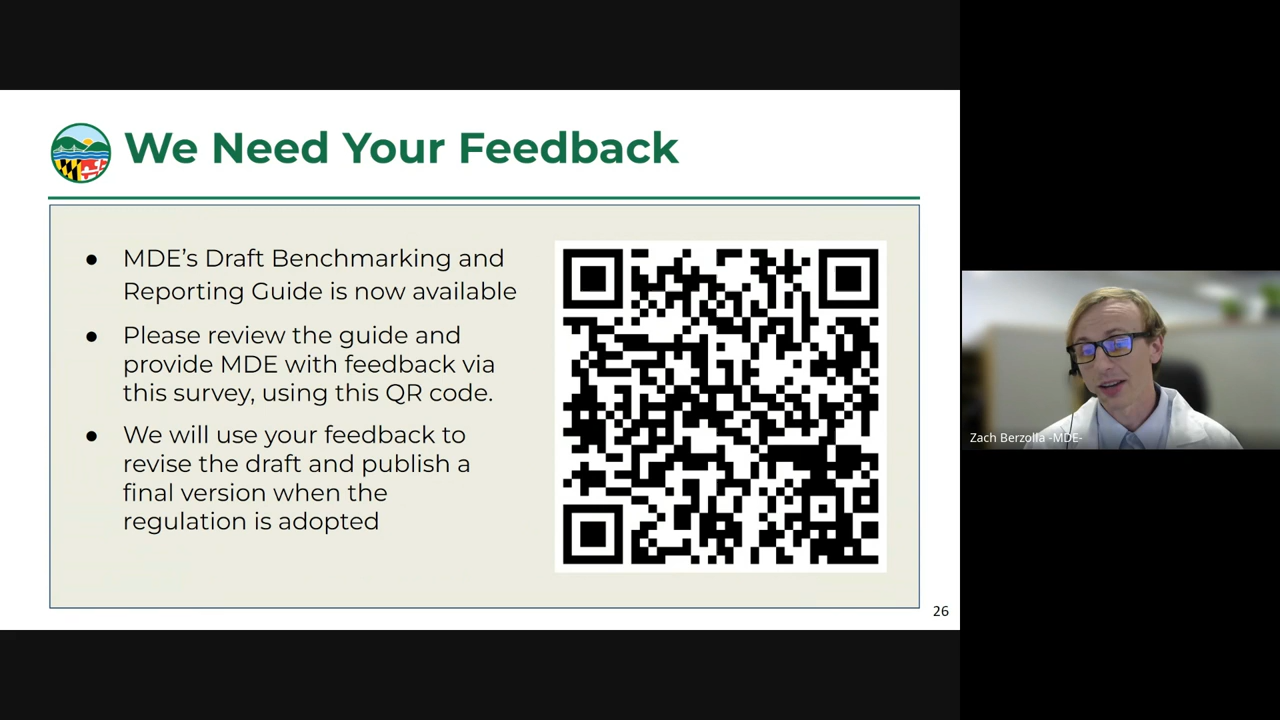 We Need Your Feedback
● MDE’s Draft Benchmarking and
Reporting Guide is now available
● Please review the guide and
provide MDE with feedback via
this survey, using this QR code.
● We will use your feedback to
revise the draft and publish a
final version when the
regulation is adopted
26
Zach Berzolla -MDE-